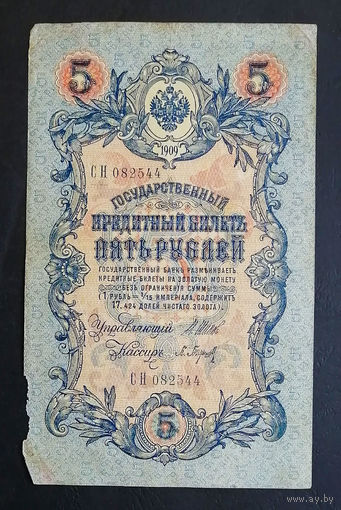 5 5
1909
СН 082544
ГОСУДАРСТВЕННЫЙ
КРЕДИТНЫЙ БИЛЕТЪ
ПЯТЬ РУБЛЕЙ
ГОСУДАРСТВЕННЫЙ БАНКЪ РАЗМѢНИВАЕТЪ
КРЕДИТНЫЕ БИЛЕТЫ НА ЗОЛОТУЮ МОНЕТУ
БЕЗЪ ОГРАНИЧЕНІЯ СУММЫ
(1 РУБЛЬ = 1/15 ИМПЕРІАЛА, СОДЕРЖИТЪ
17,424 ДОЛЕЙ ЧИСТАГО ЗОЛОТА).
Управляющій
Кассиръ
СН 082544
5
www.ay.by